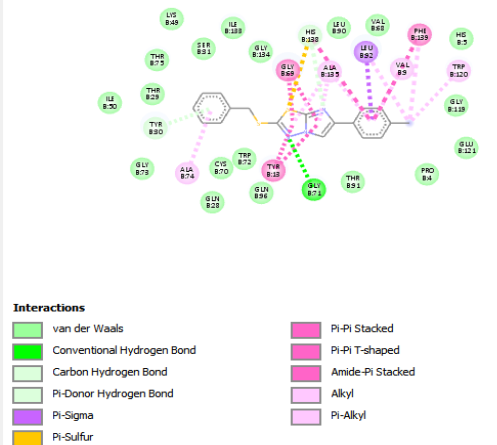 LYS
B:49
ILE
B:133
HIS
B:138
LEU
B:90
VAL
B:68
PHE
B:139
HIS
B:5
SER
B:31
GLY
B:134
LEU
B:92
THR
B:75
GLY
B:69
ALA
B:135
VAL
B:9
TRP
B:120
THR
B:29
ILE
B:50
GLY
B:119
TYR
B:30
GLU
B:121
TRP
B:72
GLY
B:73
ALA
B:74
CYS
B:70
TYR
B:13
PRO
B:4
GLN
B:28
GLN
B:96
GLY
B:71
THR
B:91
Interactions
van der Waals
Conventional Hydrogen Bond
Carbon Hydrogen Bond
Pi-Donor Hydrogen Bond
Pi-Sigma
Pi-Sulfur
Pi-Pi Stacked
Pi-Pi T-shaped
Amide-Pi Stacked
Alkyl
Pi-Alkyl